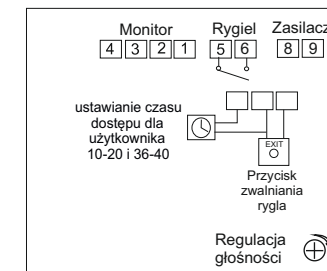 Monitor Rygiel Zasilacz
4 3 2 1 5 6 8 9
ustawianie czasu
dostępu dla
użytkownika
10-20 i 36-40
EXIT
Przycisk
zwalniania
rygla
Regulacja
głośności